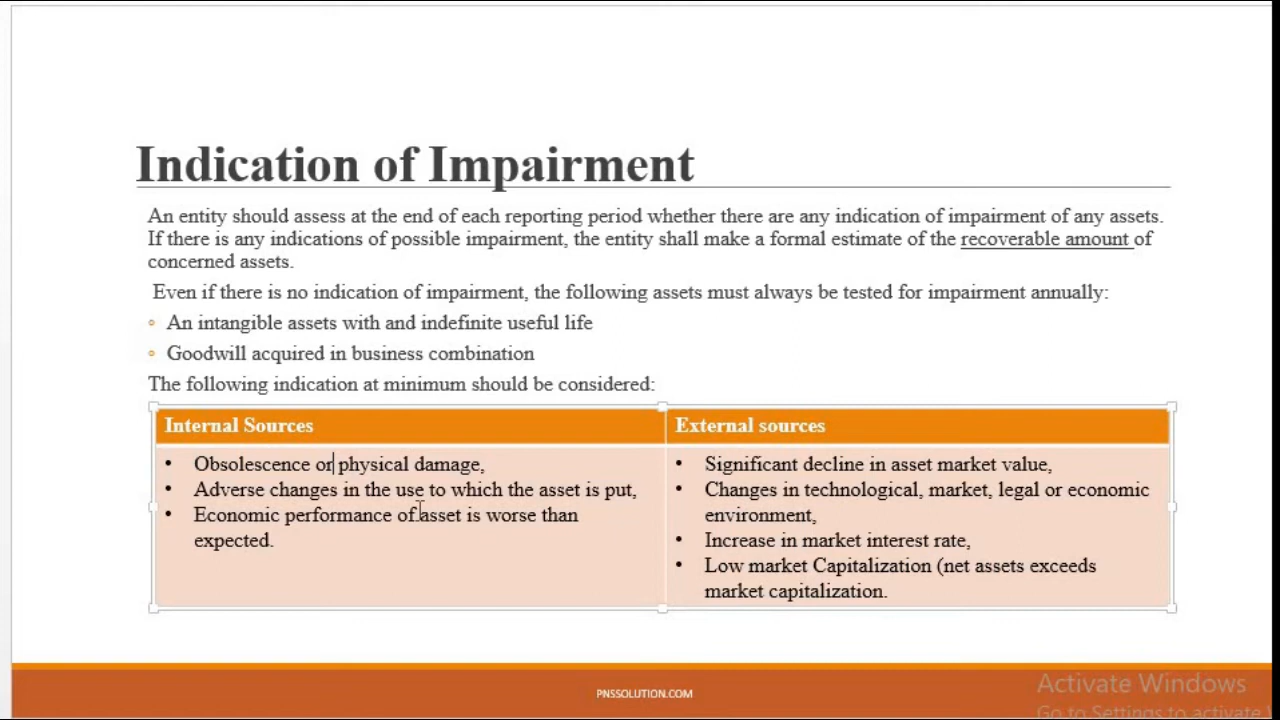 Indication of Impairment
An entity should assess at the end of each reporting period whether there are any indication of impairment of any assets.
If there is any indications of possible impairment, the entity shall make a formal estimate of the recoverable amount of
concerned assets.
Even if there is no indication of impairment, the following assets must always be tested for impairment annually:
◦ An intangible assets with and indefinite useful life
◦ Goodwill acquired in business combination
The following indication at minimum should be considered:
Internal Sources
• Obsolescence or physical damage,
• Adverse changes in the use to which the asset is put,
• Economic performance of asset is worse than
expected.
External sources
• Significant decline in asset market value,
• Changes in technological, market, legal or economic
environment,
• Increase in market interest rate,
• Low market Capitalization (net assets exceeds
market capitalization.
PNSSOLUTION.COM
Activate Windows
Go to Settings to activate